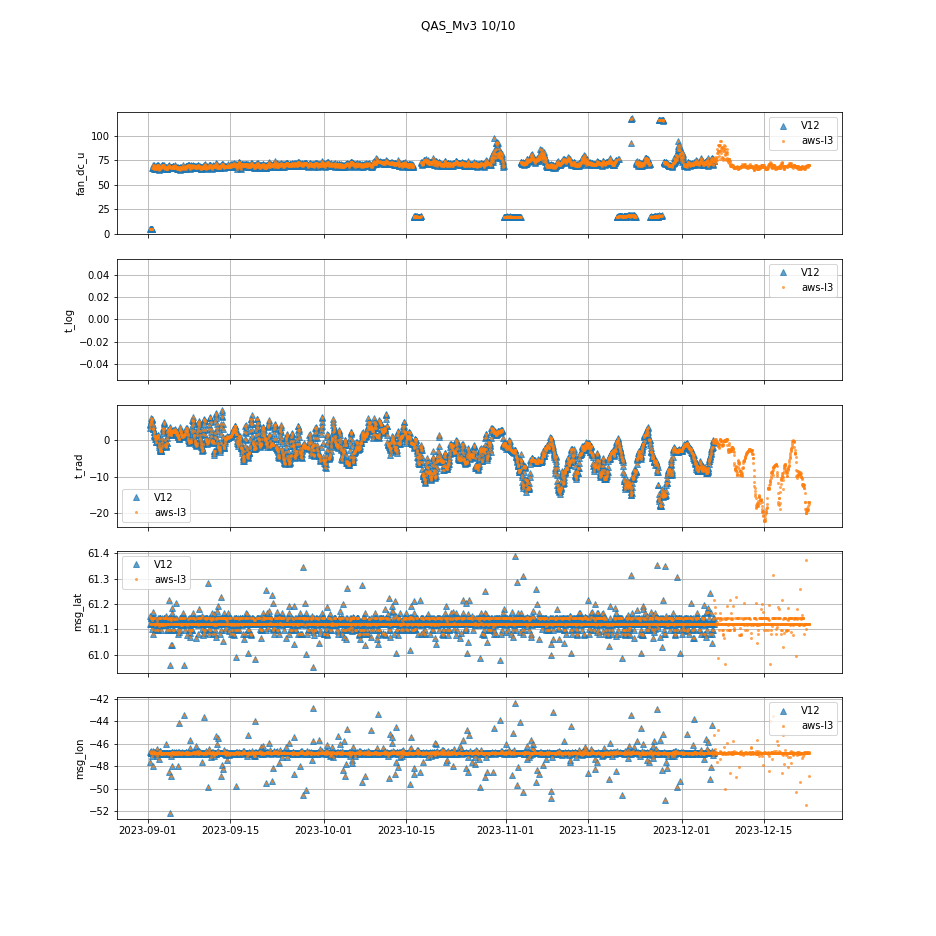 QAS_Mv3 10/10
fan_dc_u
100
75
50
25
0
V12
aws-l3
t_log
0.04
0.02
0.00
−0.02
−0.04
V12
aws-l3
t_rad
0
−10
−20
V12
aws-l3
msg_lat
61.4
61.3
61.2
61.1
61.0
V12
aws-l3
msg_lon
−42
−44
−46
−48
−50
−52
V12
aws-l3
2023-09-01 2023-09-15 2023-10-01 2023-10-15 2023-11-01 2023-11-15 2023-12-01 2023-12-15